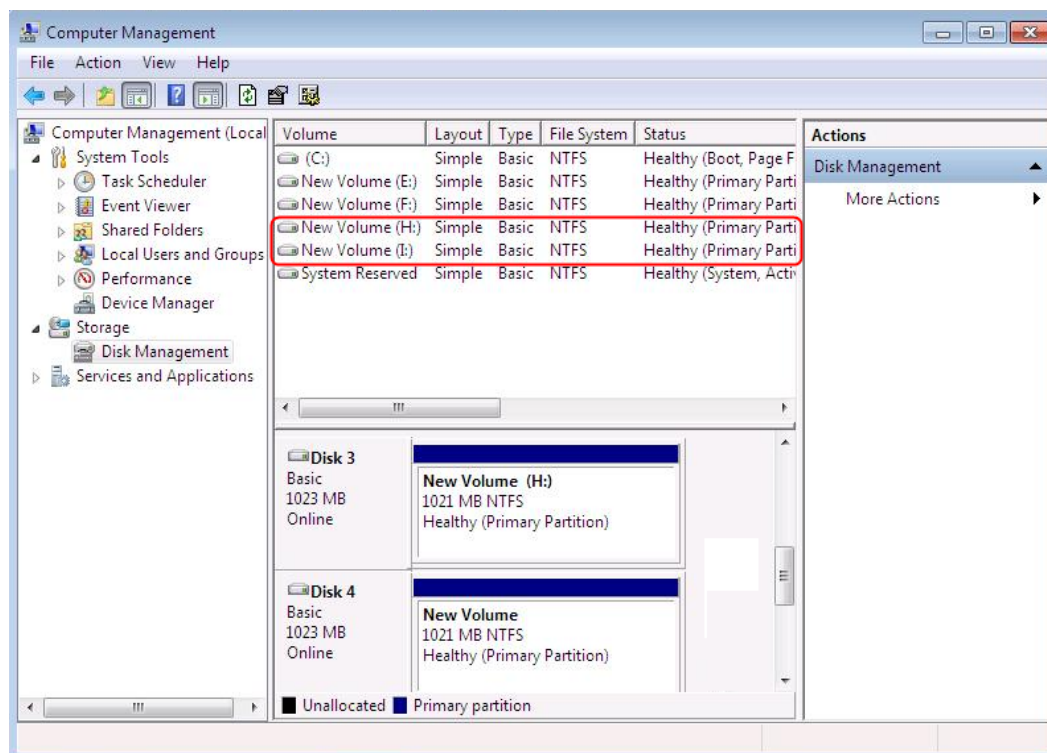 Computer Management
File Action View Help
Computer Management (Local
System Tools
Task Scheduler
Event Viewer
Shared Folders
Local Users and Groups
Performance
Device Manager
Storage
Disk Management
Services and Applications
Volume Layout Type File System Status
(C:) Simple Basic NTFS Healthy (Boot, Page F
New Volume (E:) Simple Basic NTFS Healthy (Primary Parti
New Volume (F:) Simple Basic NTFS Healthy (Primary Parti
New Volume (H:) Simple Basic NTFS Healthy (Primary Parti
New Volume (I:) Simple Basic NTFS Healthy (Primary Parti
System Reserved Simple Basic NTFS Healthy (System, Activ
Disk 3
Basic
1023 MB
Online
New Volume (H:)
1021 MB NTFS
Healthy (Primary Partition)
Disk 4
Basic
1023 MB
Online
New Volume
1021 MB NTFS
Healthy (Primary Partition)
Unallocated Primary partition
Actions
Disk Management
More Actions